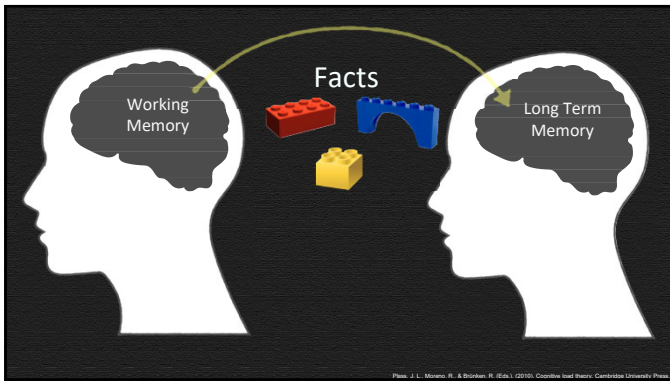 Facts
Working
Memory
Long Term
Memory
Plass, J. L., Moreno, R., & Brünken, R. (Eds.). (2010). Cognitive load theory. Cambridge University Press.